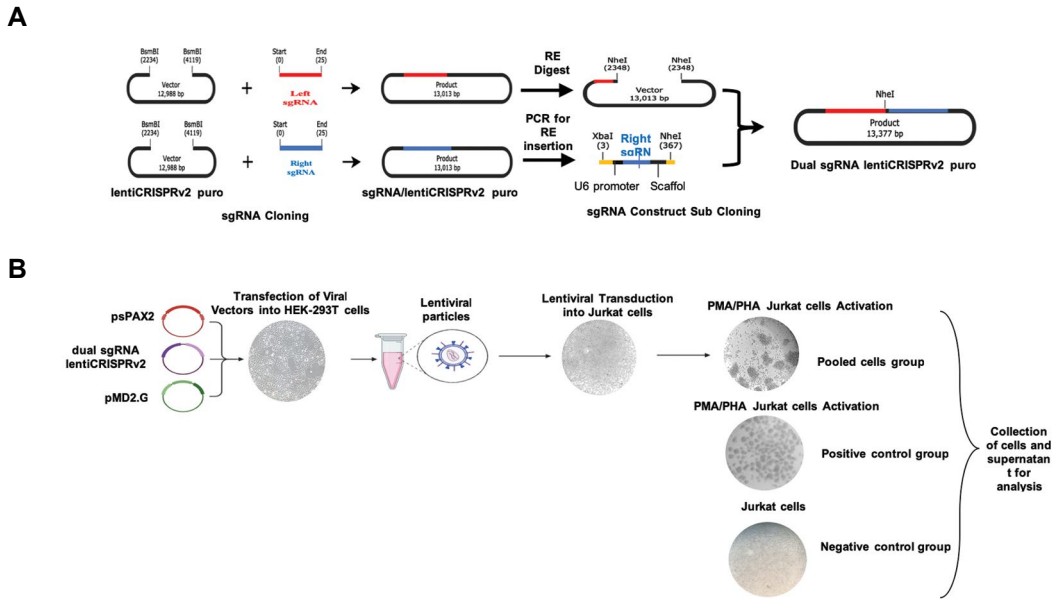 A
BsmBI
(2234)
BsmBI
(4119)
Vector
12,988 bp
+
Start
(0)
End
(25)
Left
sgRNA
Product
13,013 bp
RE
Digest
NheI
(2348)
NheI
(2348)
Vector
13,013 bp
NheI
Product
13,377 bp
Dual sgRNA lentiCRISPRv2 puro
BsmBI
(2234)
BsmBI
(4119)
Vector
12,988 bp
+
Start
(0)
End
(25)
Right
sgRNA
Product
13,013 bp
PCR for
RE
insertion
XbaI
(3)
Right
sgRN
NheI
(367)
U6 promoter
Scaffol
lentiCRISPRv2 puro
sgRNA/lentiCRISPRv2 puro
sgRNA Cloning
sgRNA Construct Sub Cloning
B
psPAX2
dual sgRNA
lentiCRISPRv2
pMD2.G
Transfection of Viral
Vectors into HEK-293T cells
Lentiviral
particles
Lentiviral Transduction
into Jurkat cells
PMA/PHA Jurkat cells Activation
Pooled cells group
PMA/PHA Jurkat cells Activation
Positive control group
Jurkat cells
Negative control group
Collection
of cells and
supernatan
t for
analysis